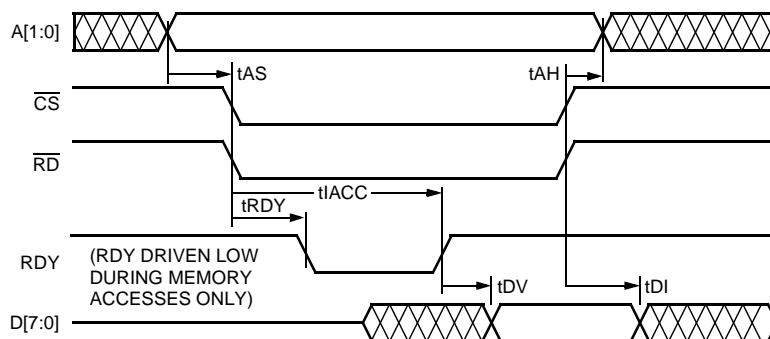 A[1:0]
tAS
tAH
CS
RD
tIACC
tRDY
RDY
(RDY DRIVEN LOW
DURING MEMORY
ACCESSES ONLY)
tDV
tDI
D[7:0]